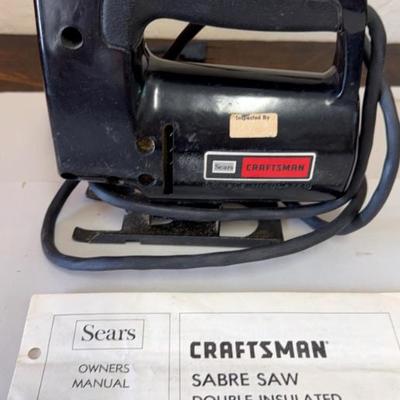 Inspected By
Sears CRAFTSMAN
Sears
OWNERS
MANUAL
CRAFTSMAN
SABRE SAW
DOUBLE INSULATED